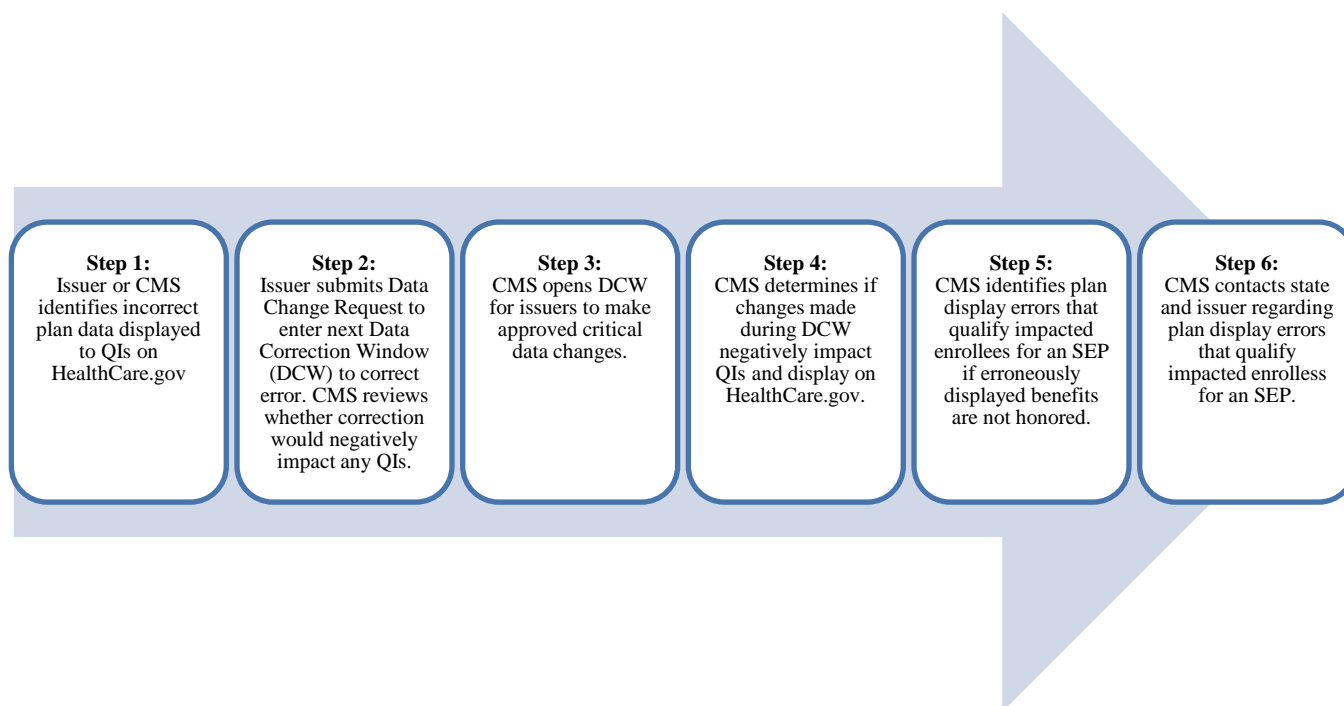 Step 1:
Issuer or CMS
identifies incorrect
plan data displayed
to QIs on
HealthCare.gov
Step 2:
Issuer submits Data
Change Request to
enter next Data
Correction Window
(DCW) to correct
error. CMS reviews
whether correction
would negatively
impact any QIs.
Step 3:
CMS opens DCW
for issuers to make
approved critical
data changes.
Step 4:
CMS determines if
changes made
during DCW
negatively impact
QIs and display on
HealthCare.gov.
Step 5:
CMS identifies plan
display errors that
qualify impacted
enrollees for an SEP
if erroneously
displayed benefits
are not honored.
Step 6:
CMS contacts state
and issuer regarding
plan display errors
that qualify
impacted enrolless
for an SEP.